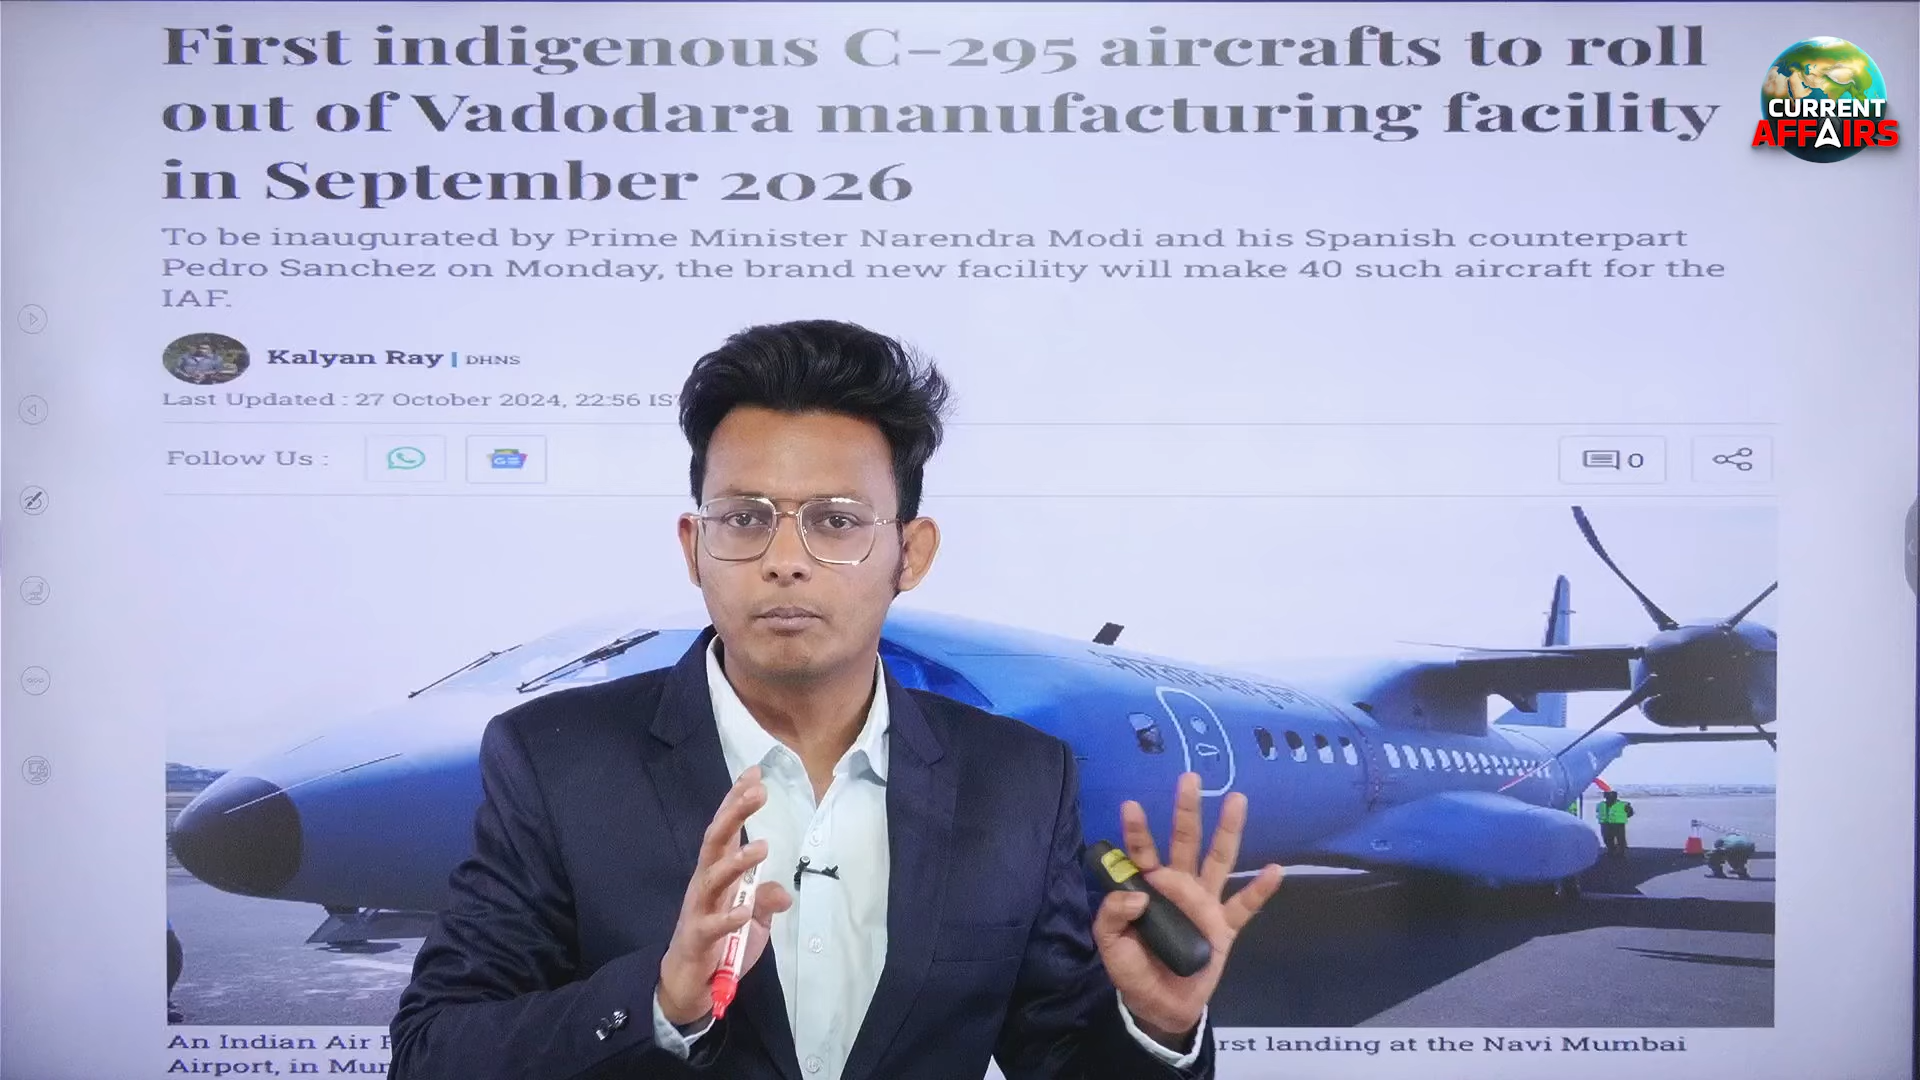 First indigenous C-295 aircrafts to roll
out of Vadodara manufacturing facility
in September 2026
CURRENT
AFFAIRS
To be inaugurated by Prime Minister Narendra Modi and his Spanish counterpart
Pedro Sanchez on Monday, the brand new facility will make 40 such aircraft for the
IAF.
Kalyan Ray | DHNS
Last Updated : 27 October 2024, 22:56 IS
Follow Us :
0
An Indian Air F rst landing at the Navi Mumbai
Airport, in Mum